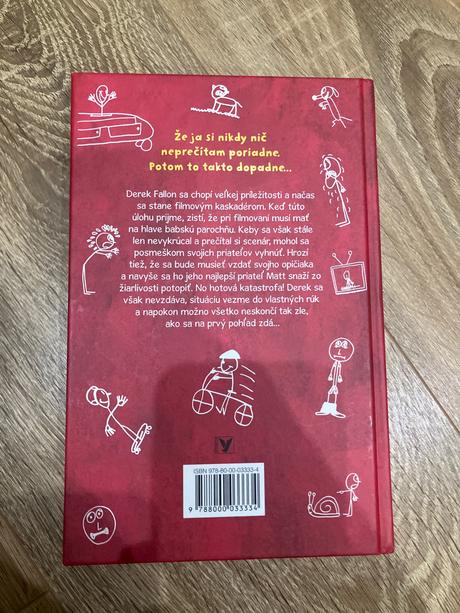 Že ja si nikdy nič
neprečítam poriadne.
Potom to takto dopadne...
Derek Fallon sa chopí veľkej príležitosti a načas
sa stane filmovým kaskadérom. Keď túto
úlohu prijme, zistí, že pri filmovaní musí mať
na hlave babskú parochňu. Keby sa však stále
len nevykrúcal a prečítal si scenár, mohol sa
posmeškom svojich priateľov vyhnúť. Hrozí
tiež, že sa bude musieť vzdať svojho opičiaka
a navyše sa ho jeho najlepší priateľ Matt snaží zo
žiarlivosti potopiť. No hotová katastrofa! Derek sa
však nevzdáva, situáciu vezme do vlastných rúk
a napokon možno všetko neskončí tak zle,
ako sa na prvý pohľad zdá...
ISBN 978-80-00-03333-4
9 788000 033334